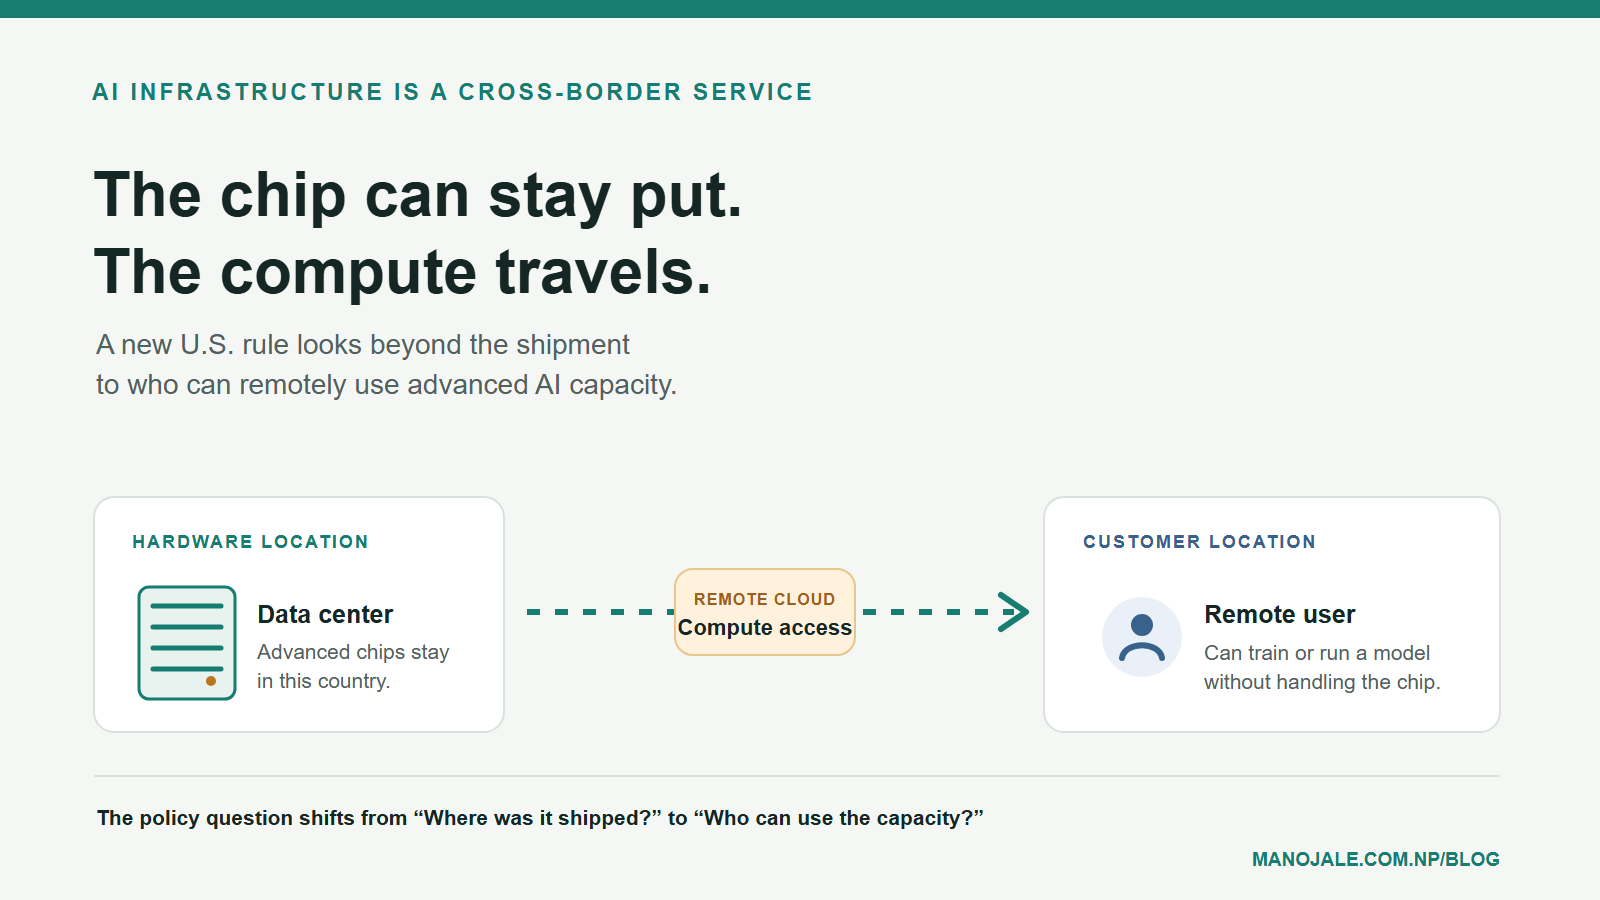 AI INFRASTRUCTURE IS A CROSS-BORDER SERVICE
The chip can stay put.
The compute travels.
A new U.S. rule looks beyond the shipment
to who can remotely use advanced AI capacity.
HARDWARE LOCATION
Data center
Advanced chips stay
in this country.
REMOTE CLOUD
Compute access
CUSTOMER LOCATION
Remote user
Can train or run a model
without handling the chip.
The policy question shifts from “Where was it shipped?” to “Who can use the capacity?”
MANOJALE.COM.NP/BLOG